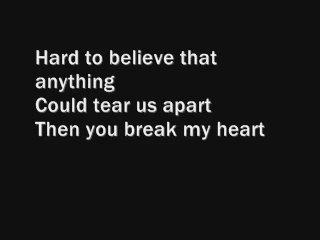 Hard to believe that
anything
Could tear us apart
Then you break my heart